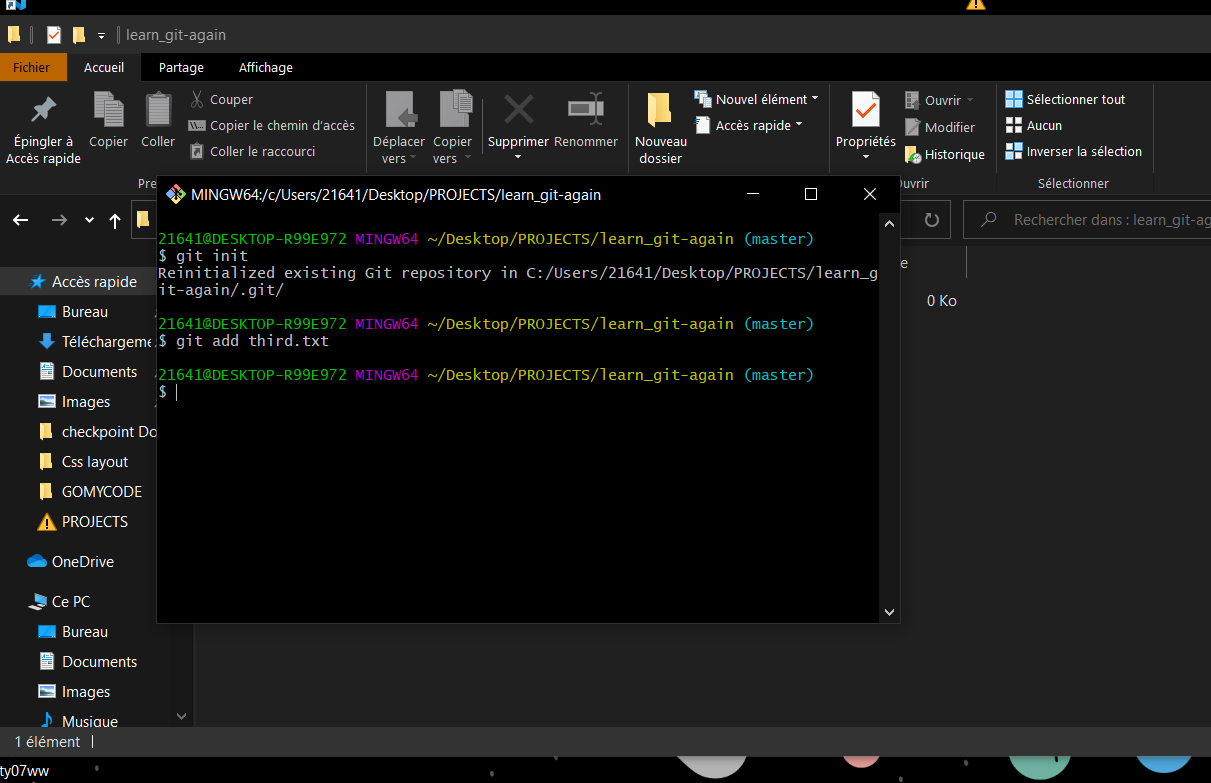 learn_git-again
Fichier Accueil Partage Affichage
Épingler à
Accès rapide
Copier
Coller
Couper
Copier le chemin d'accès
Coller le raccourci
Déplacer
vers
Copier
vers
Supprimer
Renommer
Nouveau
dossier
Nouvel élément
Accès rapide
Propriétés
Ouvrir
Modifier
Historique
Sélectionner tout
Aucun
Inverser la sélection
Sélectionner
MINGW64:/c/Users/21641/Desktop/PROJECTS/learn_git-again
Rechercher dans : learn_git-ag
0 Ko
21641@DESKTOP-R99E972 MINGW64 ~/Desktop/PROJECTS/learn_git-again (master)
$ git init
Reinitialized existing Git repository in C:/Users/21641/Desktop/PROJECTS/learn_g
it-again/.git/
21641@DESKTOP-R99E972 MINGW64 ~/Desktop/PROJECTS/learn_git-again (master)
$ git add third.txt
21641@DESKTOP-R99E972 MINGW64 ~/Desktop/PROJECTS/learn_git-again (master)
$
Accès rapide
Bureau
Téléchargeme
Documents
Images
checkpoint Do
Css layout
GOMYCODE
PROJECTS
OneDrive
Ce PC
Bureau
Documents
Images
Musique
1 élément
ty07ww